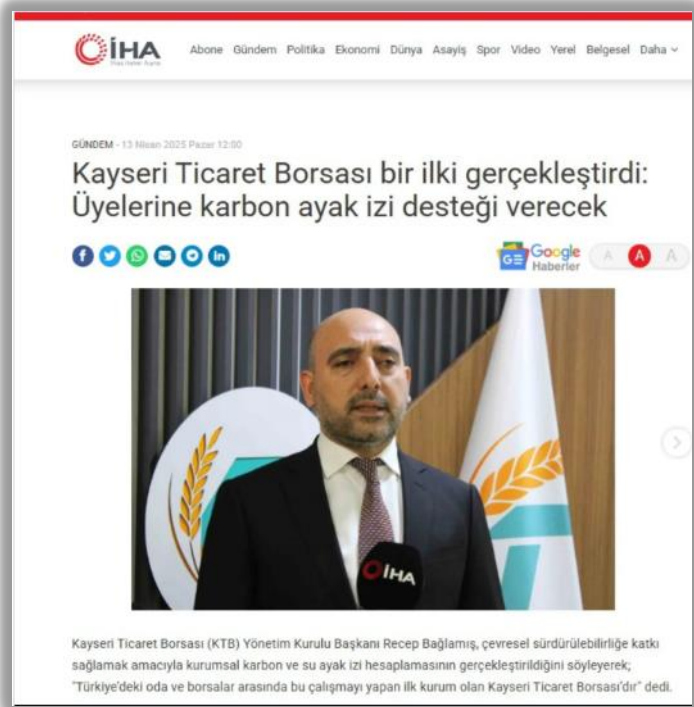 İHA
İhlas Haber Ajansı
Abone Gündem Politika Ekonomi Dünya Asayiş Spor Video Yerel Belgesel Daha
GÜNDEM - 13 Nisan 2025 Pazar 12:00
Kayseri Ticaret Borsası bir ilki gerçekleştirdi:
Üyelerine karbon ayak izi desteği verecek
Google
Haberler
A A A
İHA
Kayseri Ticaret Borsası (KTB) Yönetim Kurulu Başkanı Recep Bağlamış, çevresel sürdürülebilirliğe katkı
sağlamak amacıyla kurumsal karbon ve su ayak izi hesaplamasının gerçekleştirildiğini söyleyerek;
"Türkiye'deki oda ve borsalar arasında bu çalışmayı yapan ilk kurum olan Kayseri Ticaret Borsası'dır" dedi.